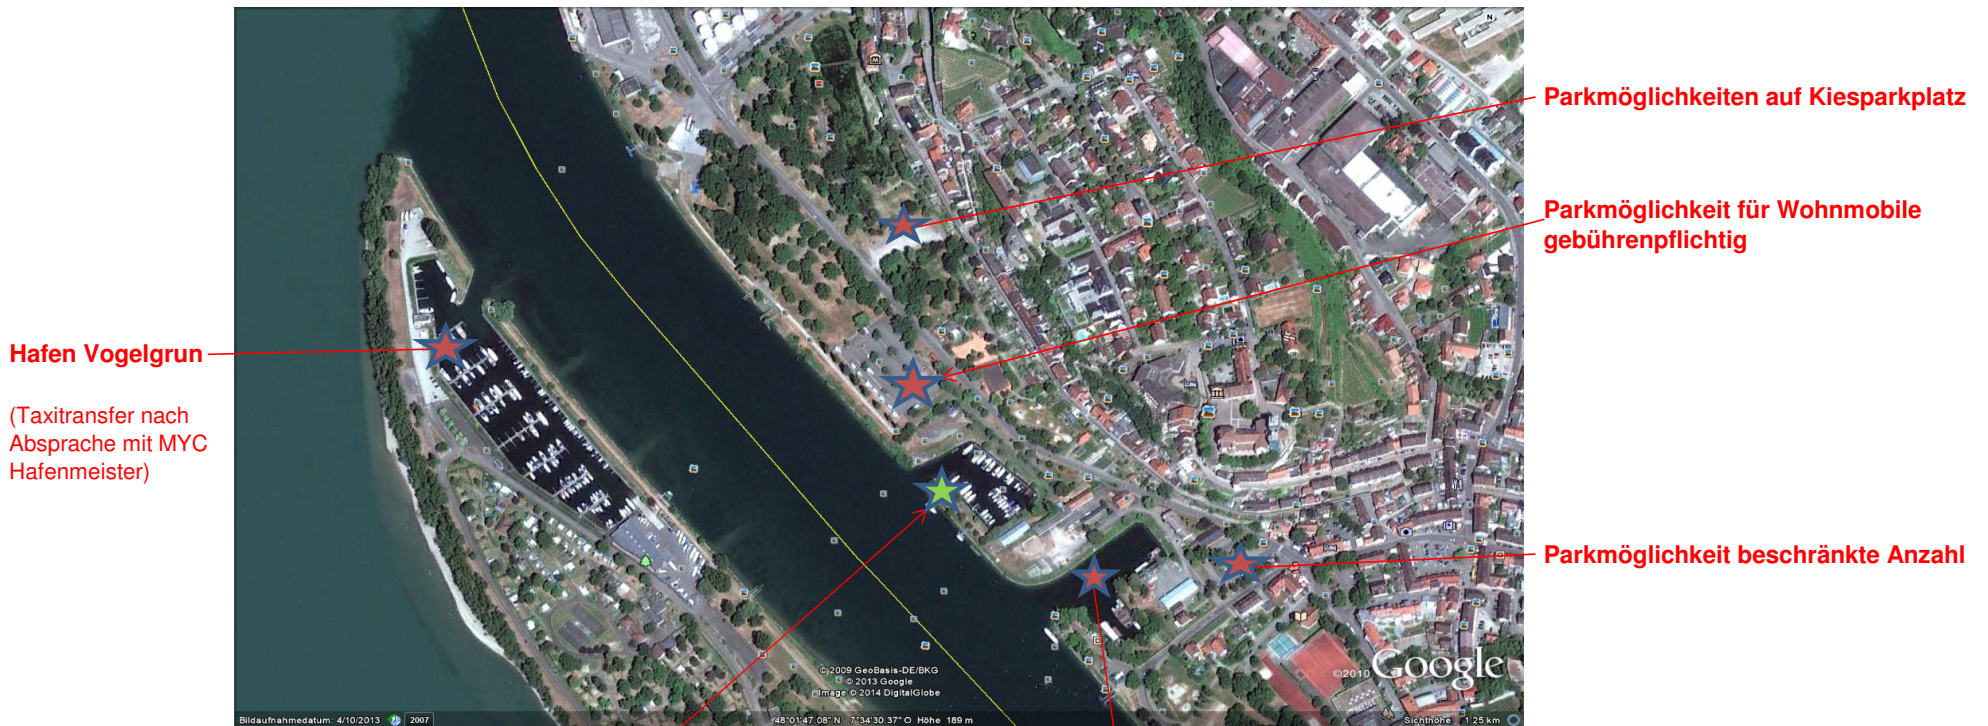 Parkmöglichkeiten auf Kiesparkplatz
Parkmöglichkeit für Wohnmobile
gebührenpflichtig
Hafen Vogelgrun
(Taxitransfer nach
Absprache mit MYC
Hafenmeister)
Parkmöglichkeit beschränkte Anzahl
N
© 2009 GeoBasis-DE/BKG
© 2013 Google
Image © 2014 DigitalGlobe
©2010 Google
Bildaufnahmedatum: 4/10/2013 2007
48°01'47.08" N 7°34'30.37" O Höhe 189 m
Sichthöhe 1.25 km